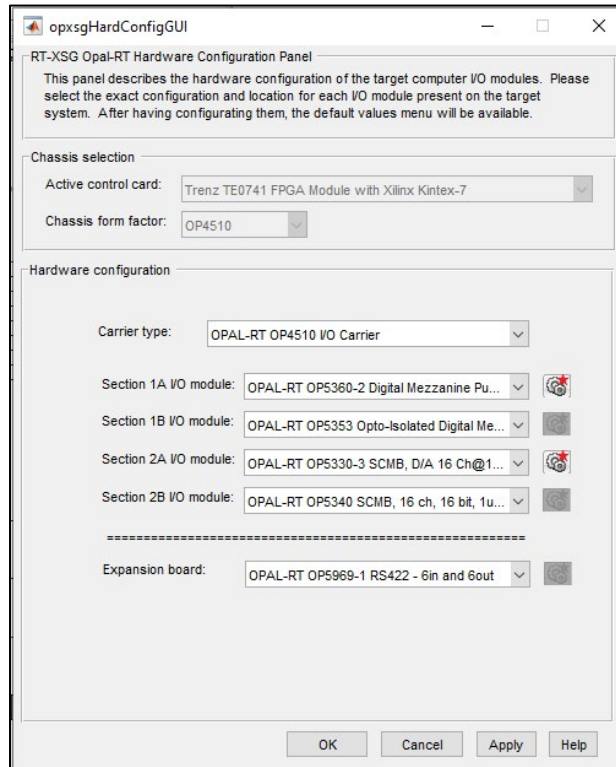 opxsgHardConfigGUI
RT-XSG Opal-RT Hardware Configuration Panel
This panel describes the hardware configuration of the target computer I/O modules. Please
select the exact configuration and location for each I/O module present on the target
system. After having configurating them, the default values menu will be available.
Chassis selection
Active control card: Trenz TE0741 FPGA Module with Xilinx Kintex-7
Chassis form factor: OP4510
Hardware configuration
Carrier type: OPAL-RT OP4510 I/O Carrier
Section 1A I/O module: OPAL-RT OP5360-2 Digital Mezzanine Pu...
Section 1B I/O module: OPAL-RT OP5353 Opto-Isolated Digital Me...
Section 2A I/O module: OPAL-RT OP5330-3 SCMB, D/A 16 Ch@1...
Section 2B I/O module: OPAL-RT OP5340 SCMB, 16 ch, 16 bit, 1u...
=========================================================
Expansion board: OPAL-RT OP5969-1 RS422 - 6in and 6out
OK Cancel Apply Help